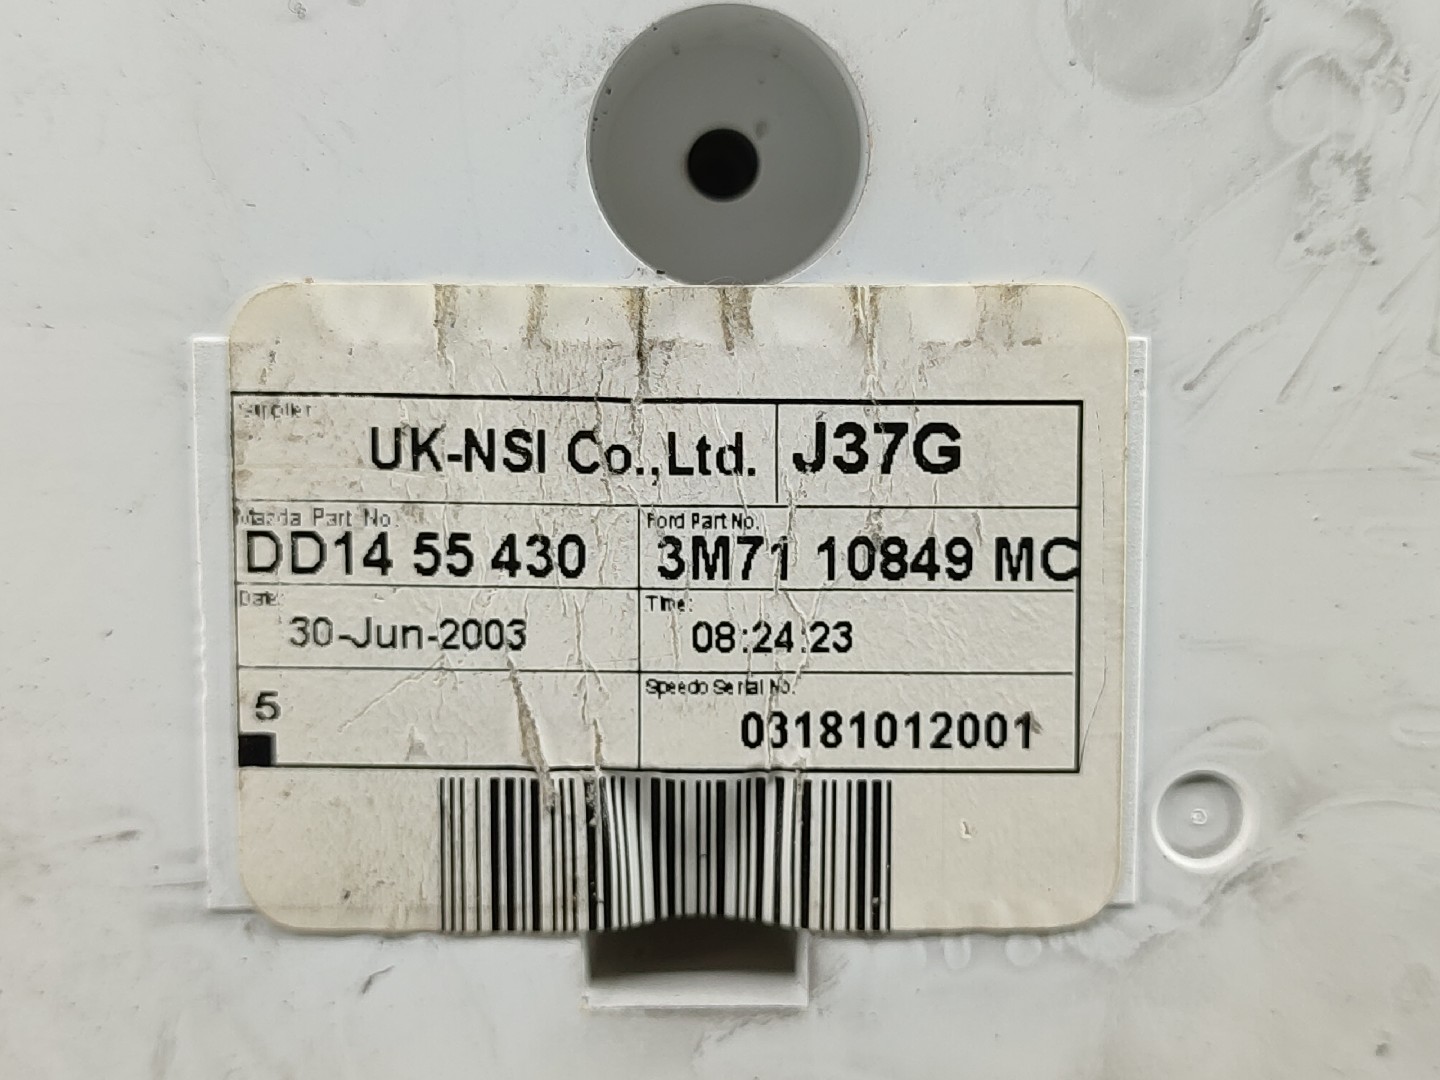 Supplier
UK-NSI Co.,Ltd. J37G
Mazda Part No. Ford Part No.
DD14 55 430 3M71 10849 MC
Date: Time:
30-Jun-2003 08:24:23
5 Speedo Serial No.
03181012001